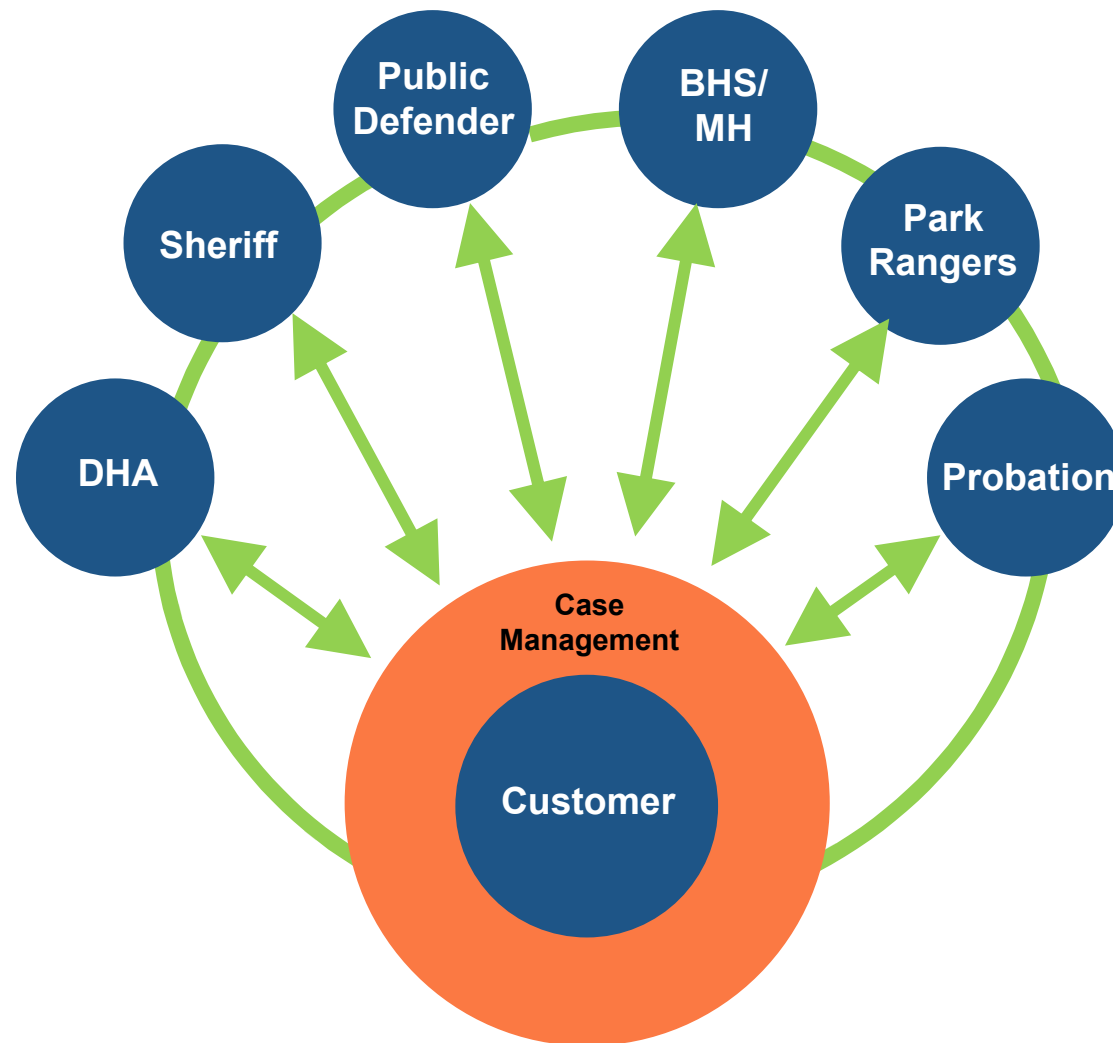 Public
Defender
BHS/
MH
Sheriff
Park
Rangers
DHA
Probation
Case
Management
Customer